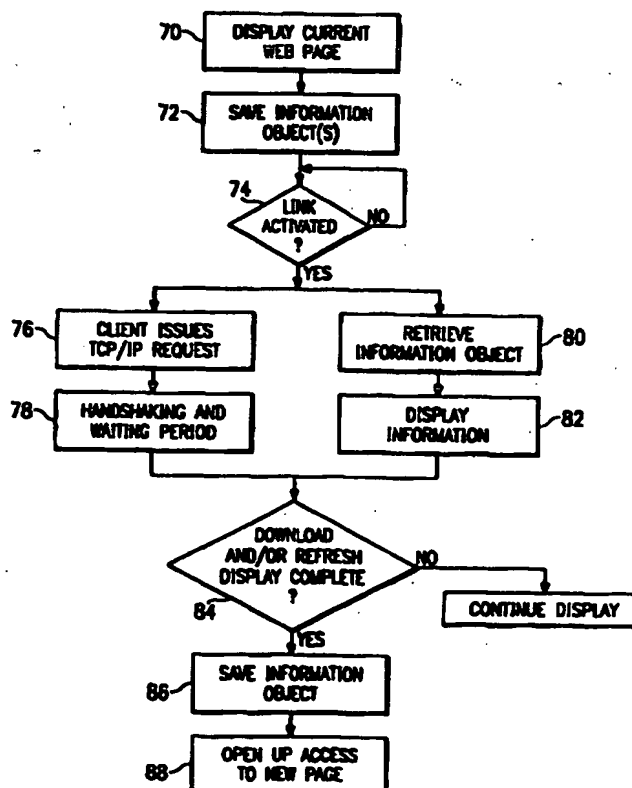 70
DISPLAY CURRENT
WEB PAGE
72
SAVE INFORMATION
OBJECT(S)
74
LINK
ACTIVATED
?
NO
YES
76
CLIENT ISSUES
TCP/IP REQUEST
RETRIEVE
INFORMATION OBJECT
80
78
HANDSHAKING AND
WAITING PERIOD
DISPLAY
INFORMATION
82
DOWNLOAD
AND/OR REFRESH
DISPLAY COMPLETE
?
NO
84
CONTINUE DISPLAY
YES
86
SAVE INFORMATION
OBJECT
88
OPEN UP ACCESS
TO NEW PAGE